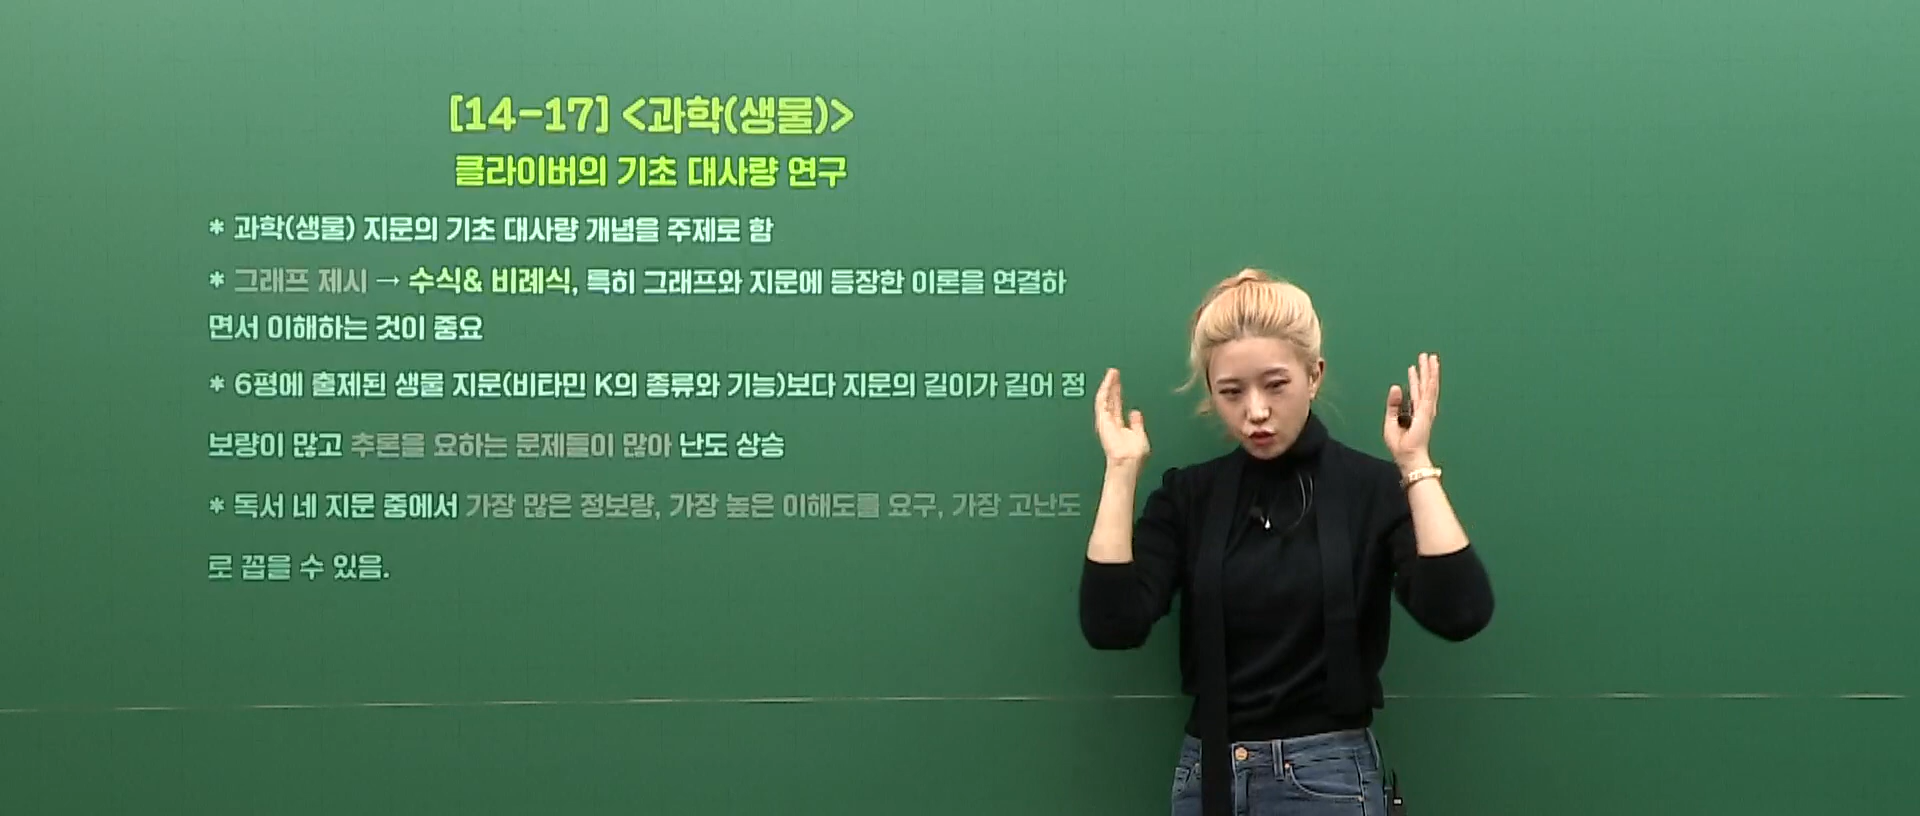 [14-17] <과학(생물)>
클라이버의 기초 대사량 연구
* 과학(생물) 지문의 기초 대사량 개념을 주제로 함
* 그래프 제시 → 수식& 비례식, 특히 그래프와 지문에 등장한 이론을 연결하
면서 이해하는 것이 중요
* 6평에 출제된 생물 지문(비타민 K의 종류와 기능)보다 지문의 길이가 길어 정
보량이 많고 추론을 요하는 문제들이 많아 난도 상승
* 독서 네 지문 중에서 가장 많은 정보량, 가장 높은 이해도를 요구, 가장 고난도
로 꼽을 수 있음.